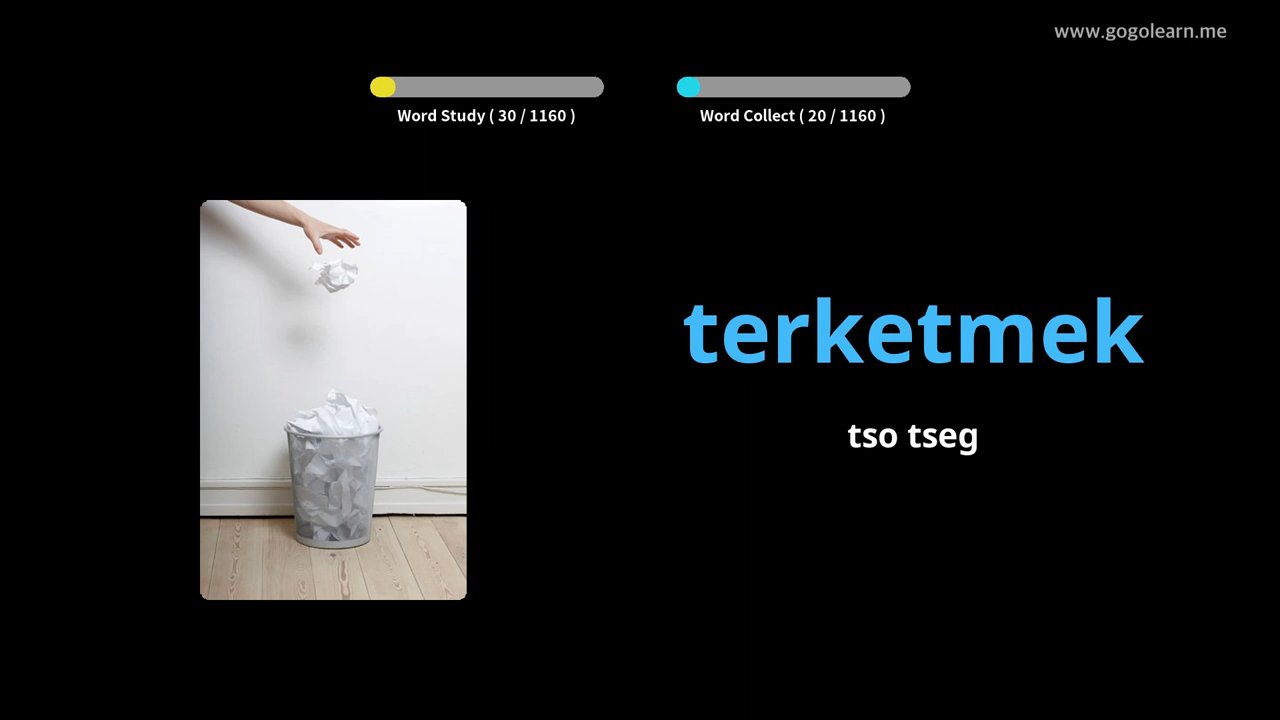 www.gogolearn.me
Word Study ( 30 / 1160 )
Word Collect ( 20 / 1160 )
terketmek
tso tseg